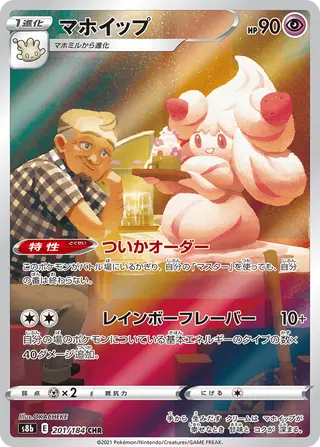 1進化
マホイップ
HP90
マホミルから進化
特性
とくせい
ついかオーダー
このポケモンがバトル場にいるかぎり、自分の「マスター」を使っても、自分の番は終わらない。
レインボーフレーバー 10+
自分の場のポケモンについている基本エネルギーのタイプの数×40ダメージ追加。
弱点 ×2 抵抗力 にげる
Illus.OKACHEKE
s8b E 201/184 CHR
©2021 Pokémon/Nintendo/Creatures/GAME FREAK.